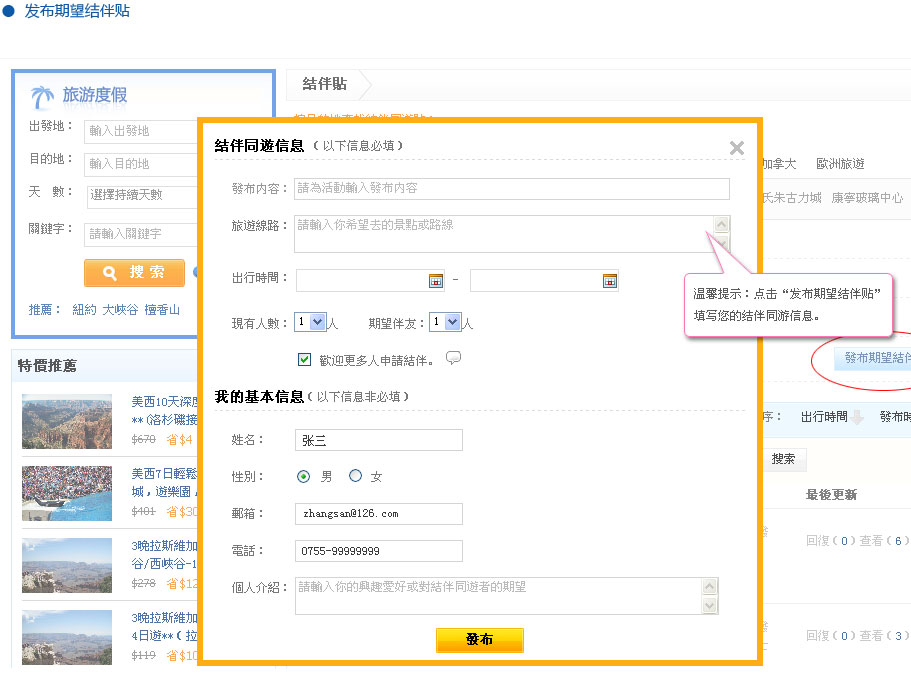 发布期望结伴贴
旅游度假
結伴貼
出發地：
輸入出發地
目的地：
輸入目的地
天 數：
選擇持續天數
關鍵字：
請輸入關鍵字
搜 索
推薦： 紐約 大峽谷 檀香山
特價推薦
美西10天深度
**(洛杉磯接
$670 省$4
美西7日輕鬆
城，遊樂園，
$401 省$30
3晚拉斯維加
谷/西峽谷-1
$278 省$12
3晚拉斯維加
4日遊**（拉
$119 省$10
結伴同遊信息（以下信息必填）
發布内容：
請為活動輸入發布内容
旅遊線路：
請輸入你希望去的景點或路線
出行時間：
-
現有人數： 1 人 期望伴友： 1 人
歡迎更多人申請結伴。
我的基本信息（以下信息非必填）
姓名：
张三
性別： 男 女
郵箱：
zhangsan@126.com
電話：
0755-99999999
個人介紹：
請輸入你的興趣愛好或對結伴同遊者的期望
發布
加拿大 歐洲旅遊
氏朱古力城 康寧玻璃中心
温馨提示：点击“发布期望结伴贴”
填写您的结伴同游信息。
發布期望結伴
序： 出行時間 發布時
搜索
最後更新
回復（0）查看（6）
回復（0）查看（3）